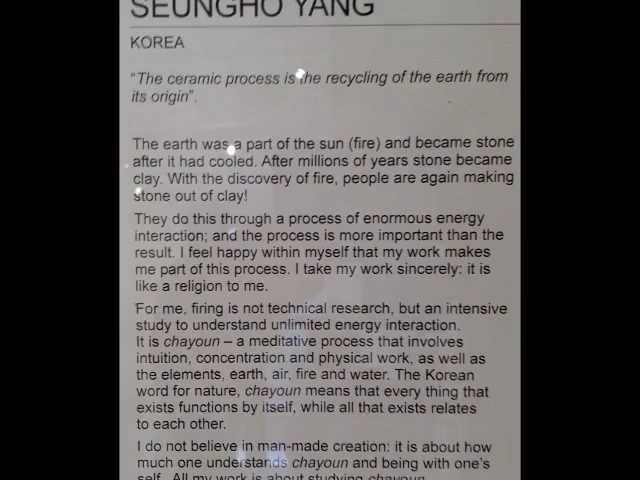 SEUNGHO YANG
KOREA
"The ceramic process is the recycling of the earth from
its origin".
The earth was a part of the sun (fire) and became stone
after it had cooled. After millions of years stone became
clay. With the discovery of fire, people are again making
stone out of clay!
They do this through a process of enormous energy
interaction; and the process is more important than the
result. I feel happy within myself that my work makes
me part of this process. I take my work sincerely: it is
like a religion to me.
For me, firing is not technical research, but an intensive
study to understand unlimited energy interaction.
It is chayoun – a meditative process that involves
intuition, concentration and physical work, as well as
the elements, earth, air, fire and water. The Korean
word for nature, chayoun means that every thing that
exists functions by itself, while all that exists relates
to each other.
I do not believe in man-made creation: it is about how
much one understands chayoun and being with one's
self. All my work is about studying chayoun